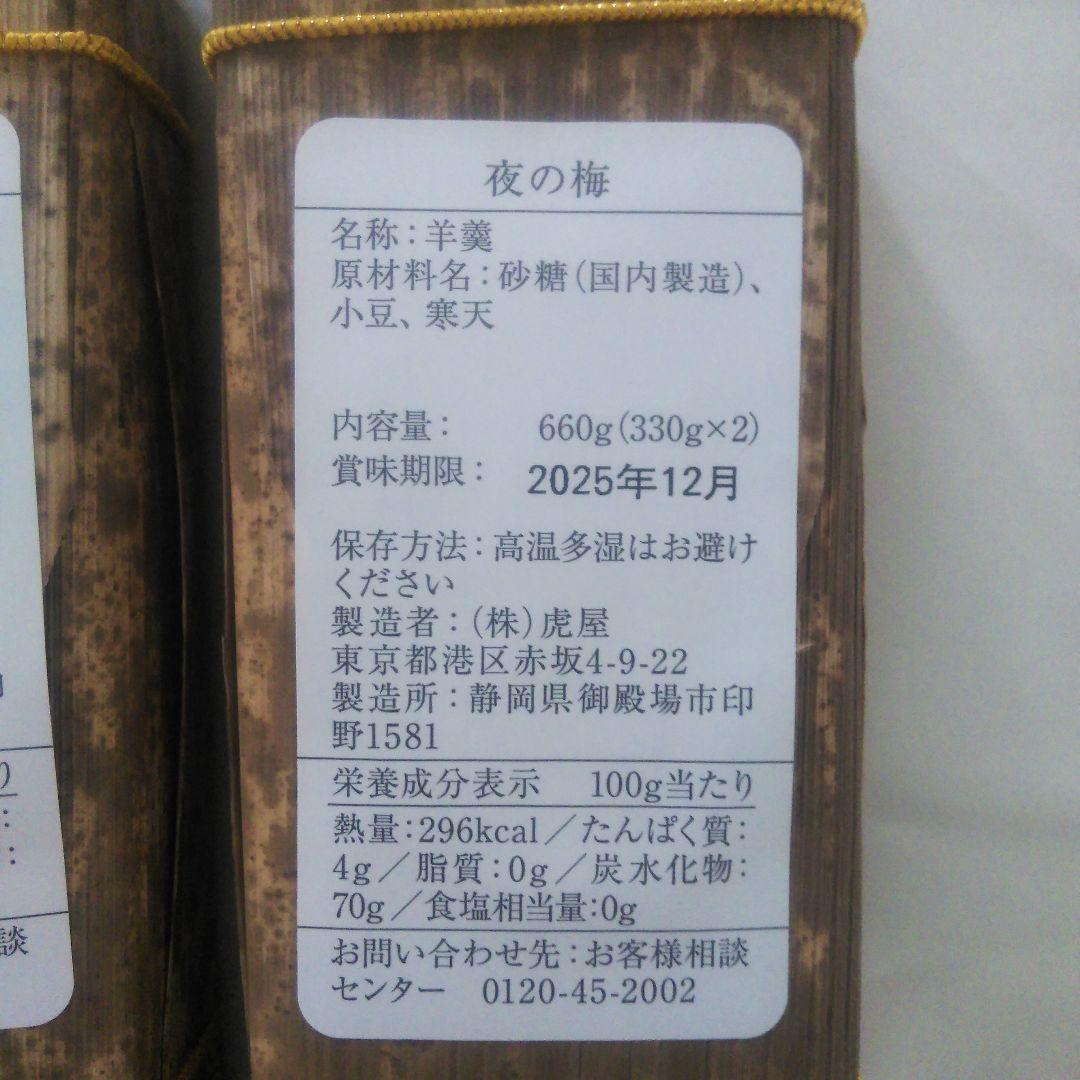 夜の梅
名称：羊羹
原材料名：砂糖（国内製造）、
小豆、寒天
内容量：　660g（330g×2）
賞味期限：　2025年12月
保存方法：高温多湿はお避け
ください
製造者：（株）虎屋
東京都港区赤坂4-9-22
製造所：静岡県御殿場市印
野1581
栄養成分表示　100g当たり
熱量：296kcal／たんぱく質：
4g／脂質：0g／炭水化物：
70g／食塩相当量：0g
お問い合わせ先：お客様相談
センター　0120-45-2002
り
談